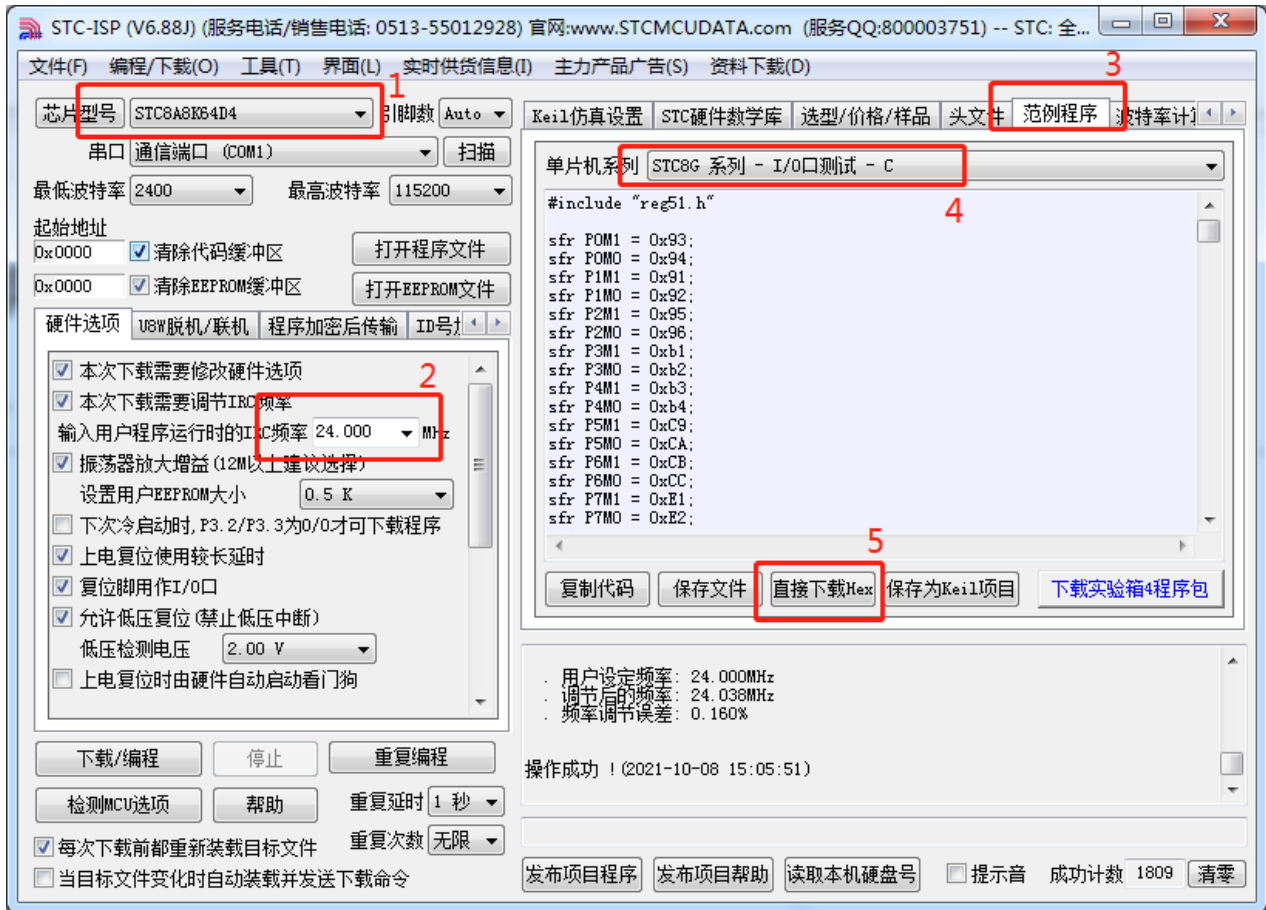 STC-ISP (V6.88J) (服务电话/销售电话: 0513-55012928) 官网:www.STCMCUDATA.com (服务QQ:800003751) -- STC: 全...
文件(F) 编程/下载(O) 工具(T) 界面(L) 实时供货信息(I) 主力产品广告(S) 资料下载(D)
1
3
芯片型号 STC8A8K64D4 引脚数 Auto
串口 通信端口 (COM1) 扫描
最低波特率 2400 最高波特率 115200
起始地址
0x0000 清除代码缓冲区 打开程序文件
0x0000 清除EEPROM缓冲区 打开EEPROM文件
硬件选项 U8W脱机/联机 程序加密后传输 ID号
本次下载需要修改硬件选项
2
本次下载需要调节IRC频率
输入用户程序运行时的IRC频率 24.000 MHz
振荡器放大增益(12M以上建议选择)
设置用户EEPROM大小 0.5 K
下次冷启动时,P3.2/P3.3为0/0才可下载程序
上电复位使用较长延时
复位脚用作I/O口
允许低压复位(禁止低压中断)
低压检测电压 2.00 V
上电复位时由硬件自动启动看门狗
下载/编程 停止 重复编程
检测MCU选项 帮助 重复延时 1 秒
每次下载前都重新装载目标文件 重复次数 无限
当目标文件变化时自动装载并发送下载命令
Keil仿真设置 STC硬件数学库 选型/价格/样品 头文件 范例程序 波特率计
单片机系列 STC8G 系列 - I/O口测试 - C
4
#include "reg51.h"
sfr P0M1 = 0x93;
sfr P0M0 = 0x94;
sfr P1M1 = 0x91;
sfr P1M0 = 0x92;
sfr P2M1 = 0x95;
sfr P2M0 = 0x96;
sfr P3M1 = 0xb1;
sfr P3M0 = 0xb2;
sfr P4M1 = 0xb3;
sfr P4M0 = 0xb4;
sfr P5M1 = 0xC9;
sfr P5M0 = 0xCA;
sfr P6M1 = 0xCB;
sfr P6M0 = 0xCC;
sfr P7M1 = 0xE1;
sfr P7M0 = 0xE2;
5
复制代码 保存文件 直接下载Hex 保存为Keil项目 下载实验箱4程序包
. 用户设定频率: 24.000MHz
. 调节后的频率: 24.038MHz
. 频率调节误差: 0.160%
操作成功 !(2021-10-08 15:05:51)
发布项目程序 发布项目帮助 读取本机硬盘号 提示音 成功计数 1809 清零